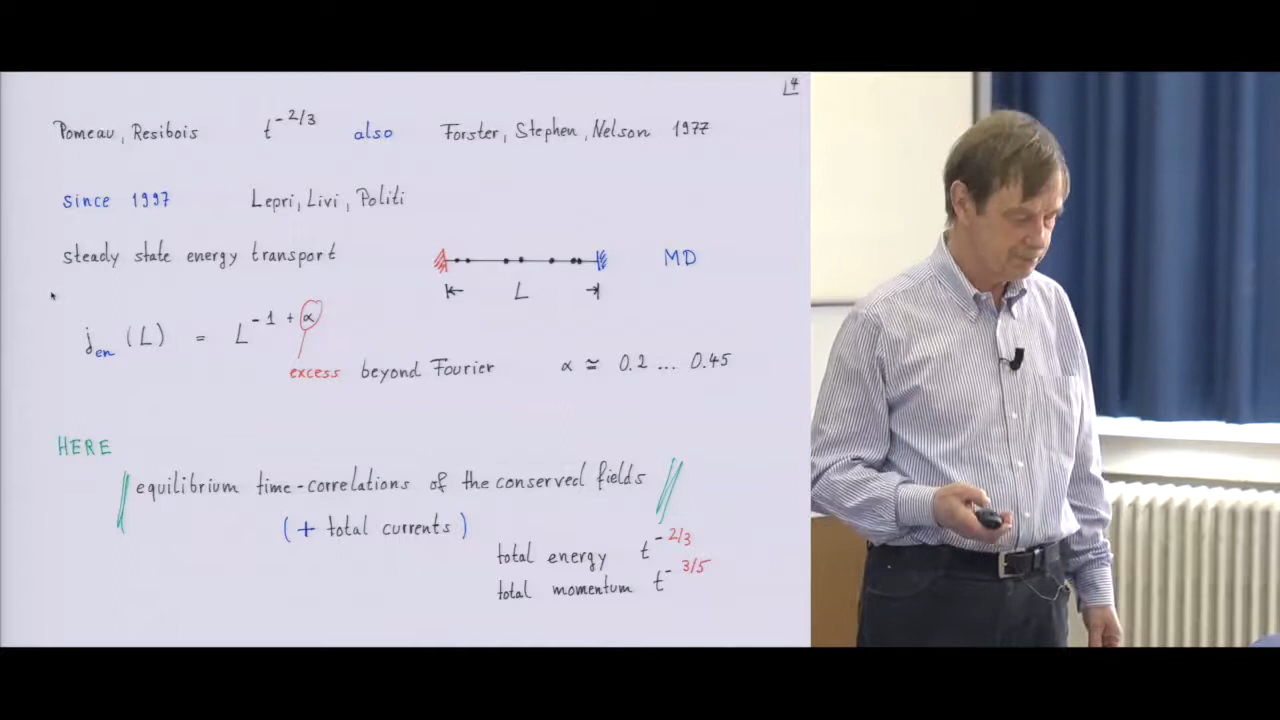 L4
Pomeau, Resibois t^-2/3 also Forster, Stephen, Nelson 1977
since 1997 Lepri, Livi, Politi
steady state energy transport MD
L
j_en (L) = L^-1 + α
excess beyond Fourier α ≅ 0.2 ... 0.45
HERE
equilibrium time-correlations of the conserved fields
(+ total currents)
total energy t^-2/3
total momentum t^-3/5